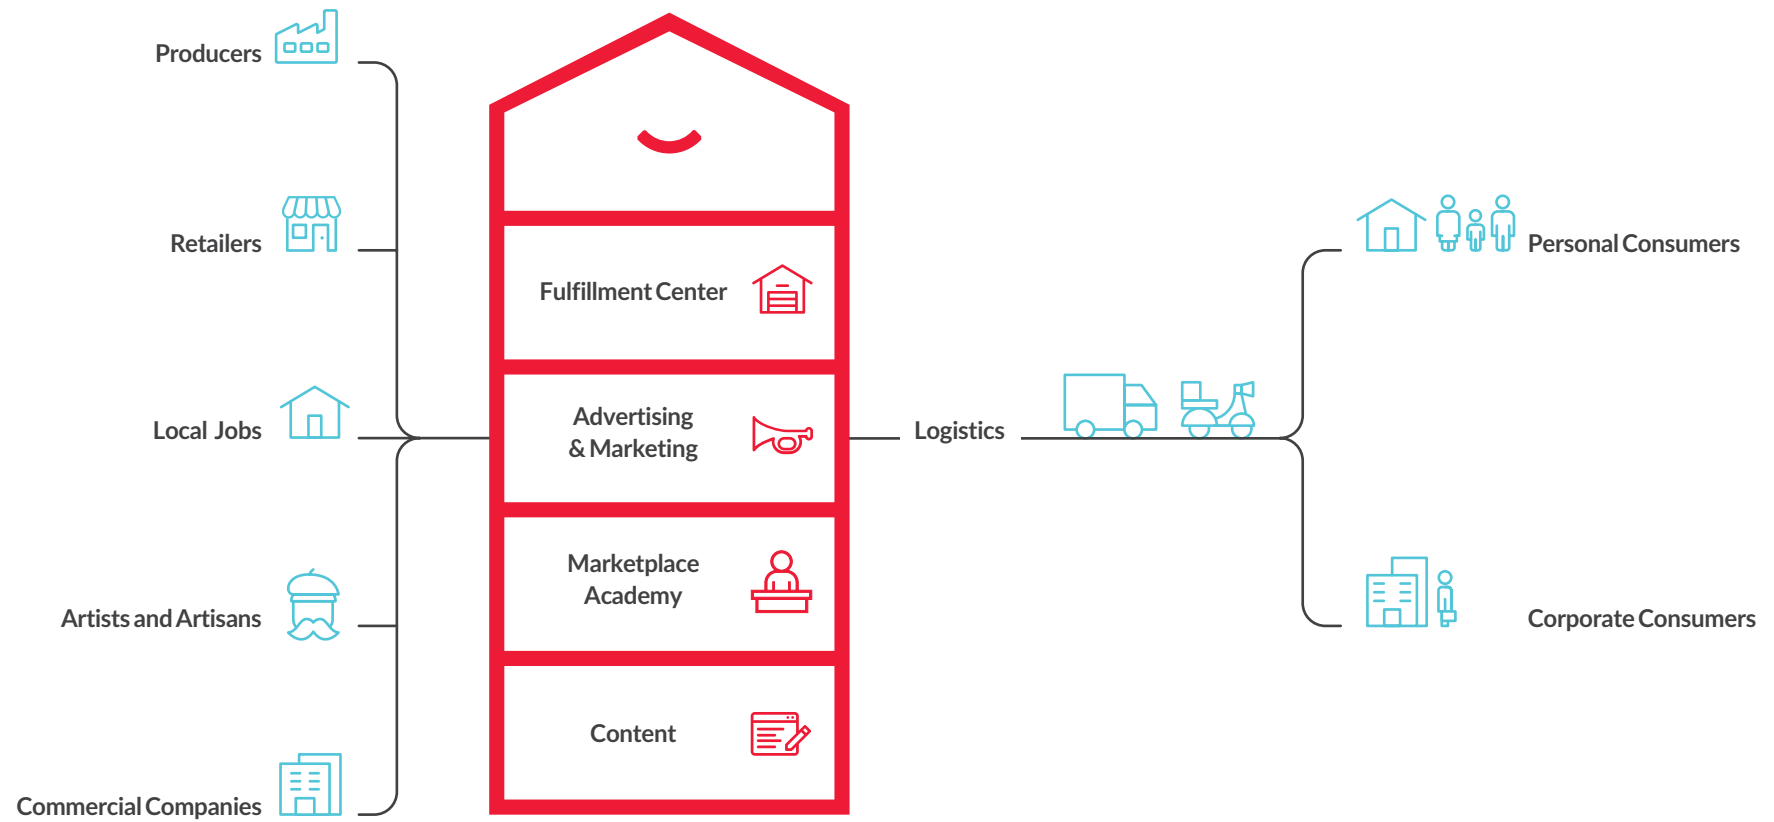 Producers
Retailers
Local Jobs
Artists and Artisans
Commercial Companies
Fulfillment Center
Advertising
& Marketing
Marketplace
Academy
Content
Logistics
Personal Consumers
Corporate Consumers